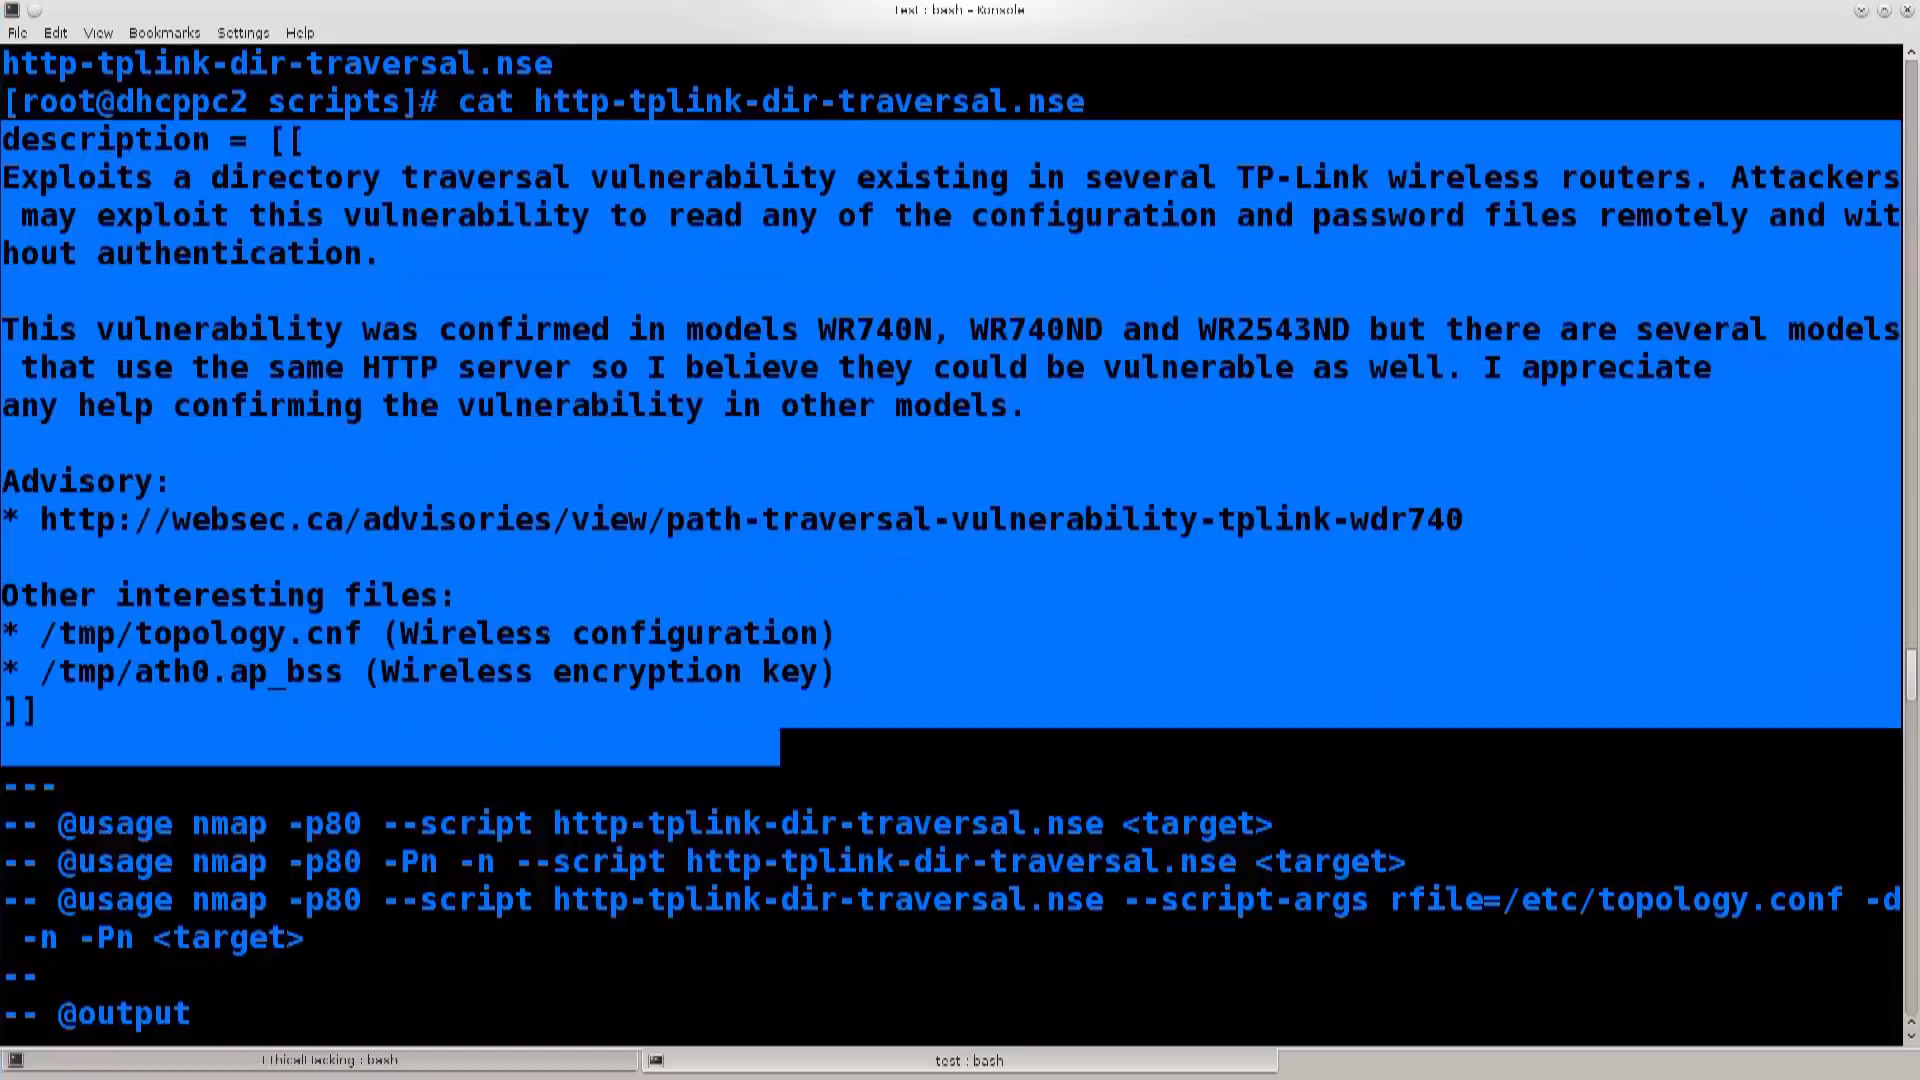 test : bash – Konsole
File Edit View Bookmarks Settings Help
http-tplink-dir-traversal.nse
[root@dhcppc2 scripts]# cat http-tplink-dir-traversal.nse
description = [[
Exploits a directory traversal vulnerability existing in several TP-Link wireless routers. Attackers
 may exploit this vulnerability to read any of the configuration and password files remotely and wit
hout authentication.
This vulnerability was confirmed in models WR740N, WR740ND and WR2543ND but there are several models
 that use the same HTTP server so I believe they could be vulnerable as well. I appreciate
any help confirming the vulnerability in other models.
Advisory:
* http://websec.ca/advisories/view/path-traversal-vulnerability-tplink-wdr740
Other interesting files:
* /tmp/topology.cnf (Wireless configuration)
* /tmp/ath0.ap_bss (Wireless encryption key)
]]
---
-- @usage nmap -p80 --script http-tplink-dir-traversal.nse <target>
-- @usage nmap -p80 -Pn -n --script http-tplink-dir-traversal.nse <target>
-- @usage nmap -p80 --script http-tplink-dir-traversal.nse --script-args rfile=/etc/topology.conf -d
 -n -Pn <target>
--
-- @output
EthicalHacking : bash
test : bash